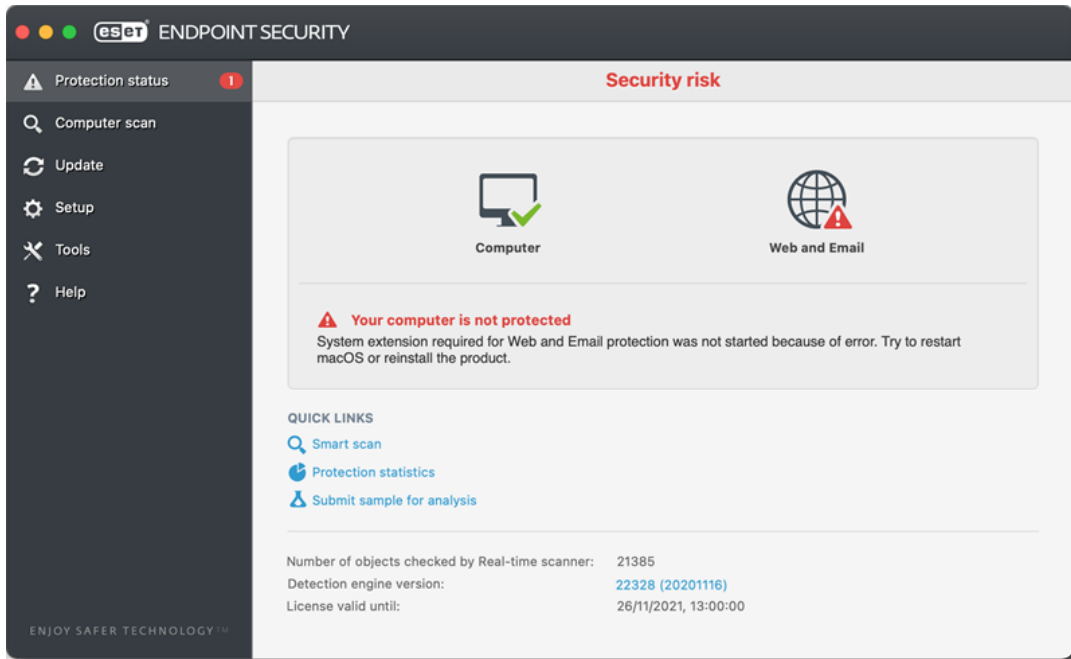 eset ENDPOINT SECURITY
Protection status 1
Computer scan
Update
Setup
Tools
Help
ENJOY SAFER TECHNOLOGY™
Security risk
Computer
Web and Email
Your computer is not protected
System extension required for Web and Email protection was not started because of error. Try to restart
macOS or reinstall the product.
QUICK LINKS
Smart scan
Protection statistics
Submit sample for analysis
Number of objects checked by Real-time scanner: 21385
Detection engine version: 22328 (20201116)
License valid until: 26/11/2021, 13:00:00